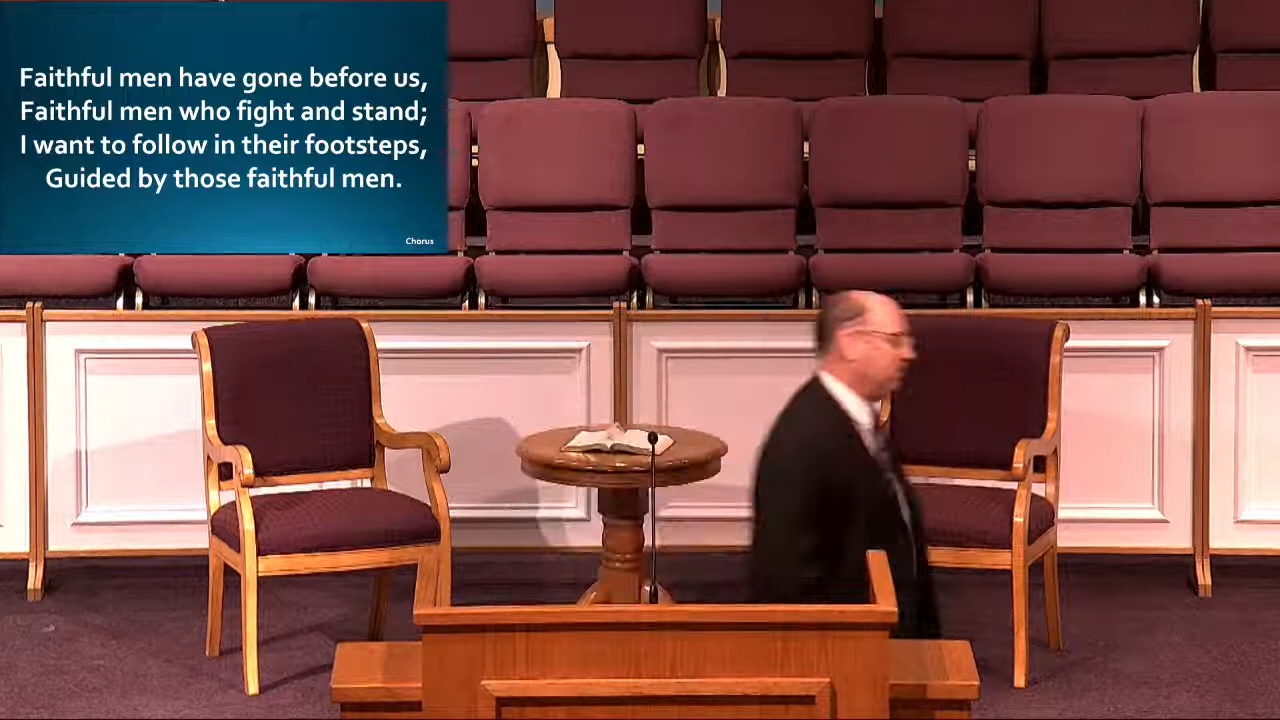 Faithful men have gone before us,
Faithful men who fight and stand;
I want to follow in their footsteps,
Guided by those faithful men.
Chorus